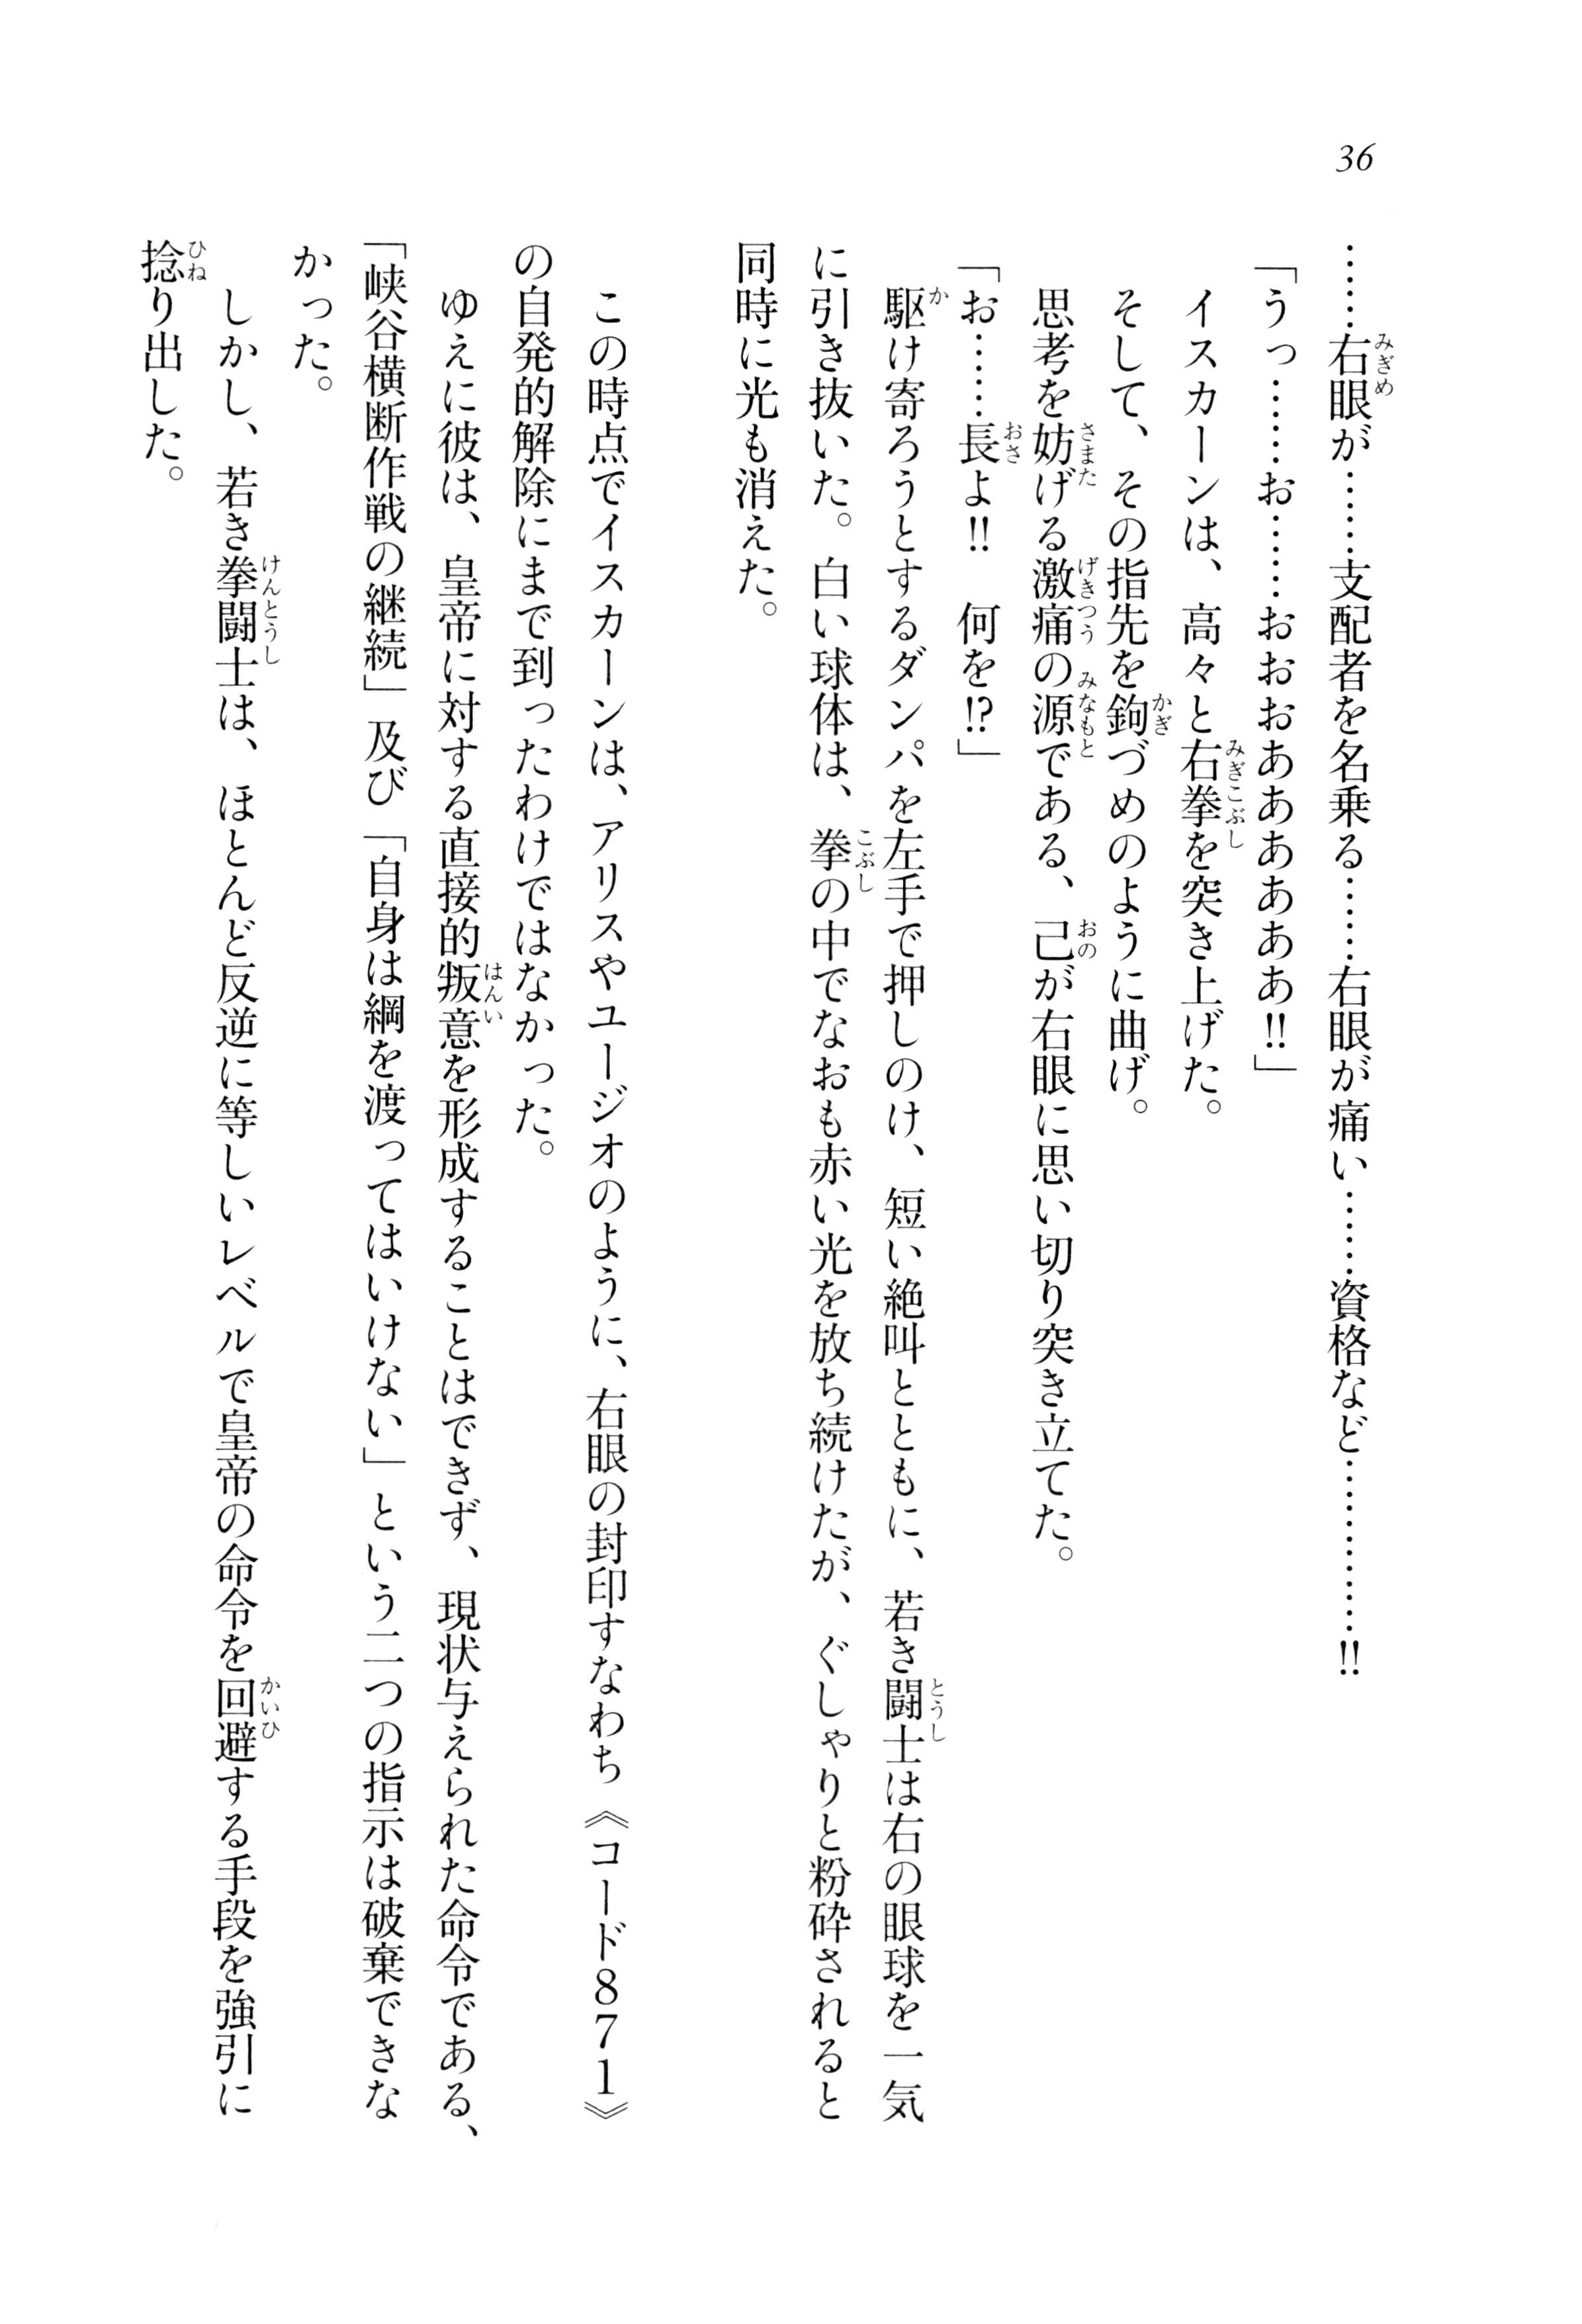 36
……右眼が……支配者を名乗る……右眼が痛い……資格など…………‼
「うっ……お……おおおああああああ‼」
イスカーンは、高々と右拳を突き上げた。
そして、その指先を鉤づめのように曲げ。
思考を妨げる激痛の源である、己が右眼に思い切り突き立てた。
「お……長よ‼　何を⁉」
駆け寄ろうとするダンパを左手で押しのけ、短い絶叫とともに、若き闘士は右の眼球を一気
に引き抜いた。白い球体は、拳の中でなおも赤い光を放ち続けたが、ぐしゃりと粉砕されると
同時に光も消えた。
この時点でイスカーンは、アリスやユージオのように、右眼の封印すなわち《コード８７１》
の自発的解除にまで到ったわけではなかった。
ゆえに彼は、皇帝に対する直接的叛意を形成することはできず、現状与えられた命令である、
「峡谷横断作戦の継続」及び「自身は綱を渡ってはいけない」という二つの指示は破棄できな
かった。
しかし、若き拳闘士は、ほとんど反逆に等しいレベルで皇帝の命令を回避する手段を強引に
捻り出した。